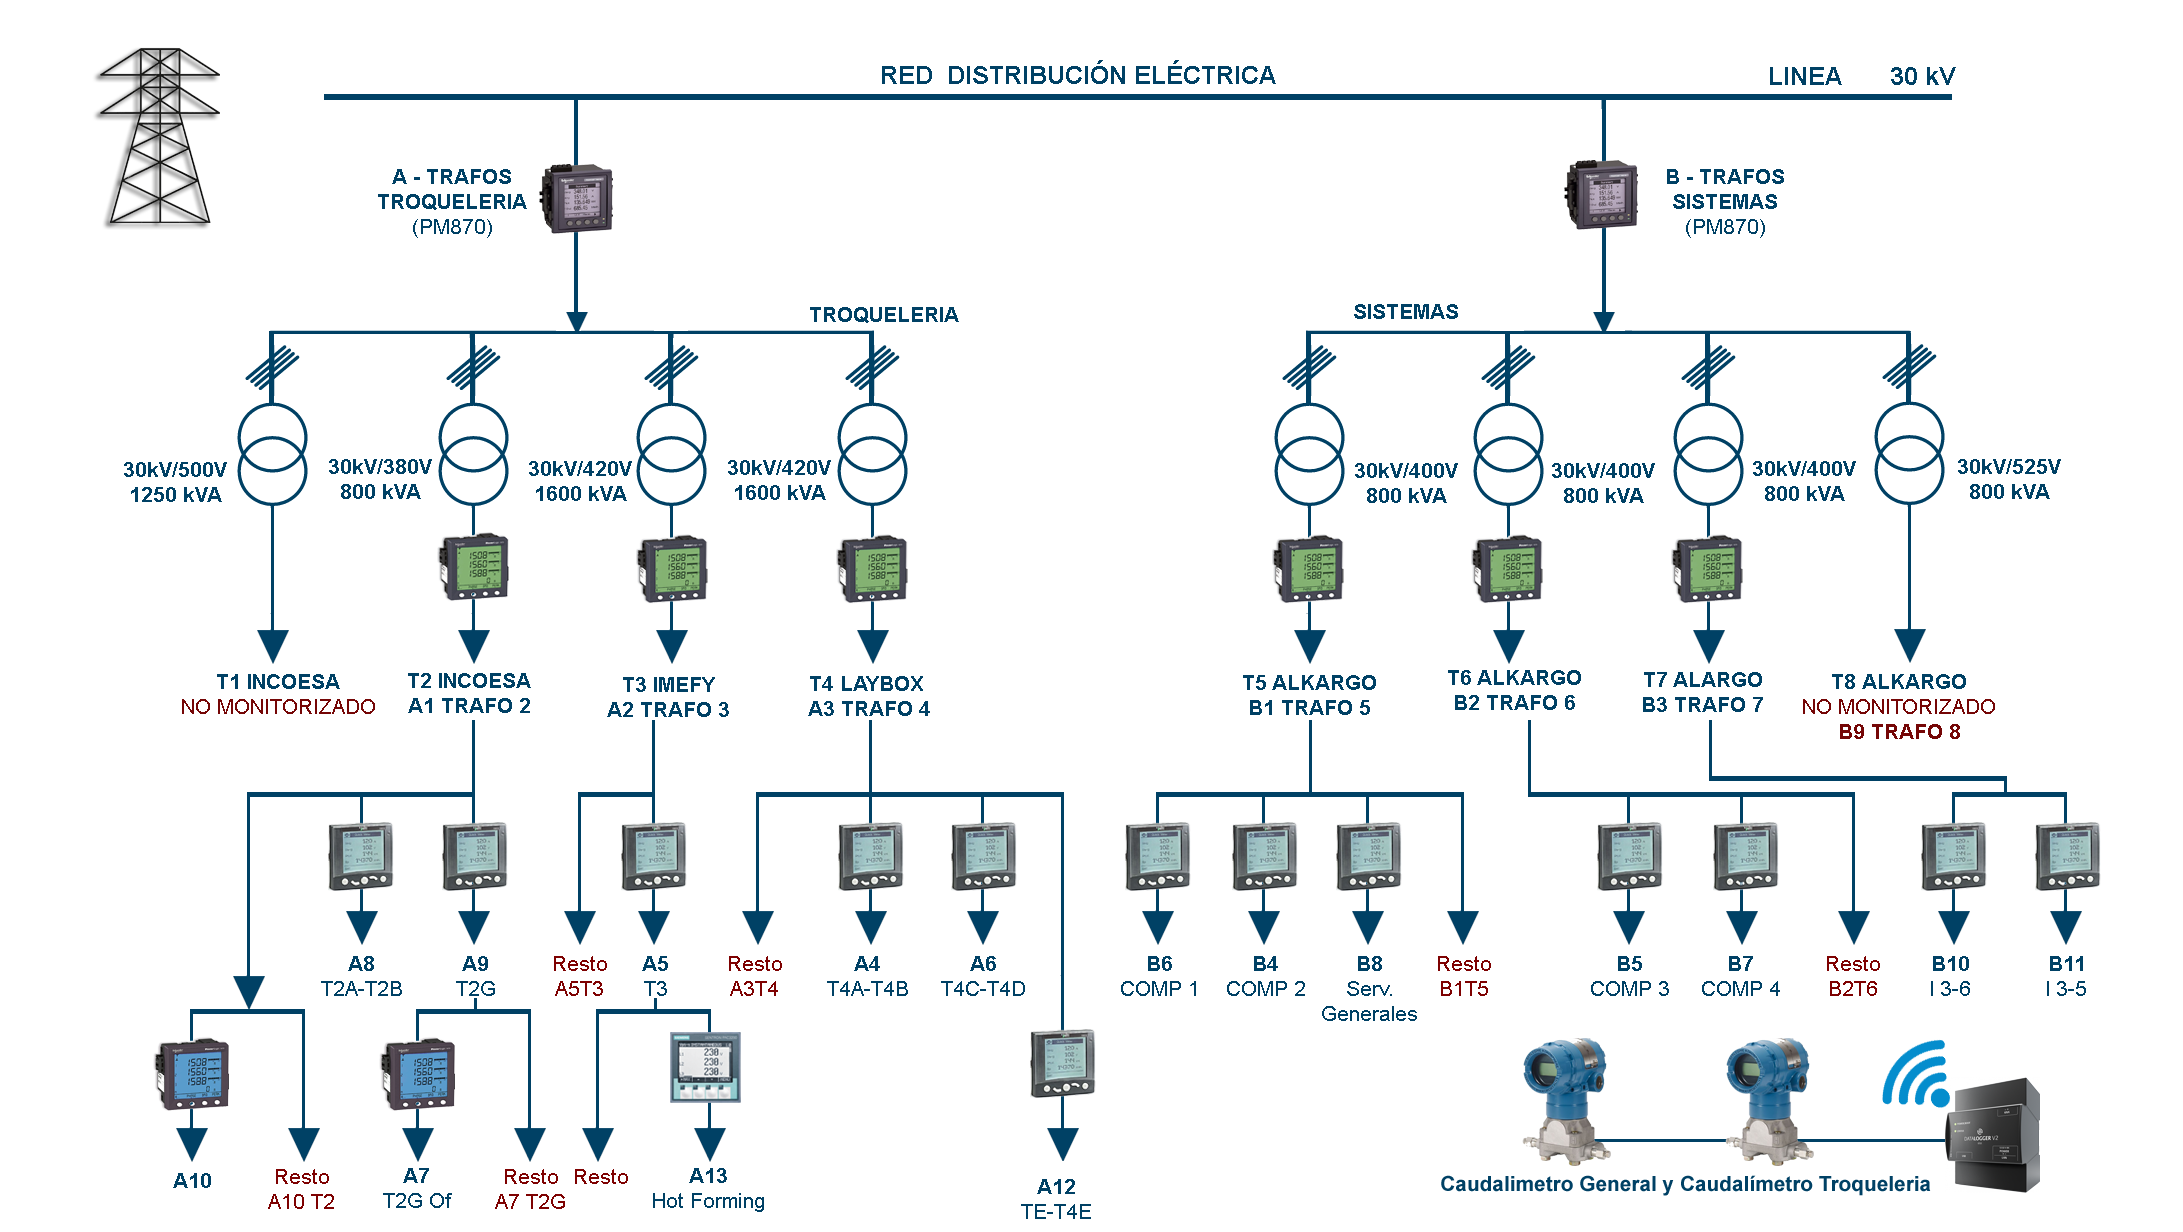 RED  DISTRIBUCIÓN ELÉCTRICA
LINEA 30 kV
A - TRAFOS
TROQUELERIA
(PM870)
B - TRAFOS
SISTEMAS
(PM870)
TROQUELERIA
SISTEMAS
30kV/500V
1250 kVA
30kV/380V
800 kVA
30kV/420V
1600 kVA
30kV/420V
1600 kVA
30kV/400V
800 kVA
30kV/400V
800 kVA
30kV/400V
800 kVA
30kV/525V
800 kVA
T1 INCOESA
NO MONITORIZADO
T2 INCOESA
A1 TRAFO 2
T3 IMEFY
A2 TRAFO 3
T4 LAYBOX
A3 TRAFO 4
T5 ALKARGO
B1 TRAFO 5
T6 ALKARGO
B2 TRAFO 6
T7 ALARGO
B3 TRAFO 7
T8 ALKARGO
NO MONITORIZADO
B9 TRAFO 8
A8
T2A-T2B
A9
T2G
Resto
A5T3
A5
T3
Resto
A3T4
A4
T4A-T4B
A6
T4C-T4D
B6
COMP 1
B4
COMP 2
B8
Serv.
Generales
Resto
B1T5
B5
COMP 3
B7
COMP 4
Resto
B2T6
B10
I 3-6
B11
I 3-5
A10
Resto
A10 T2
A7
T2G Of
Resto
A7 T2G
Resto
A13
Hot Forming
A12
TE-T4E
DATALOGGER V.2
Caudalimetro General y Caudalímetro Troqueleria